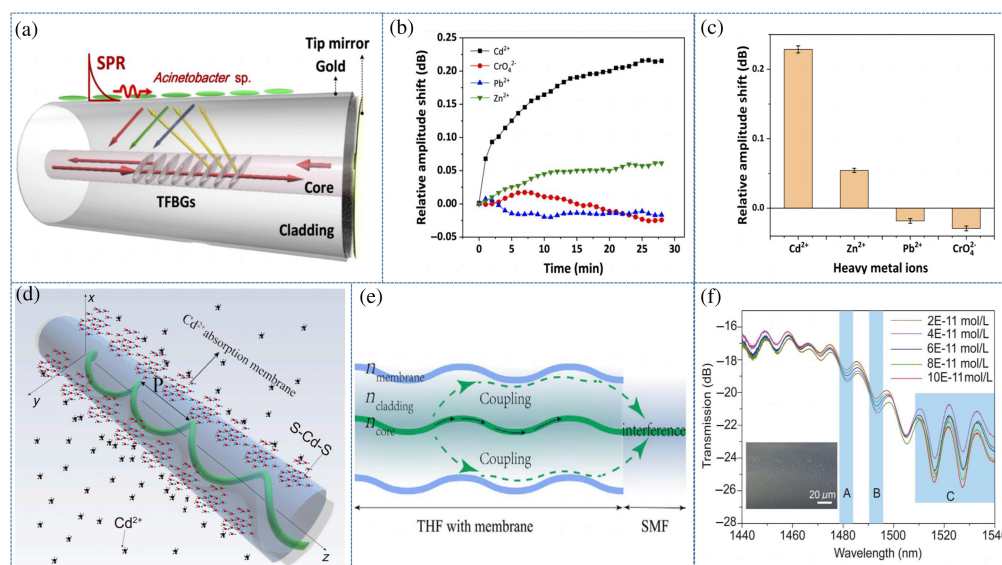 (a)
Tip mirror
Gold
SPR
Acinetobacter sp.
Core
TFBGs
Cladding
(b)
Relative amplitude shift (dB)
0.25
0.20
0.15
0.10
0.05
0.00
−0.05
Cd²⁺
CrO₄²⁻
Pb²⁺
Zn²⁺
0 5 10 15 20 25 30
Time (min)
(c)
Relative amplitude shift (dB)
0.2
0.1
0.0
Cd²⁺ Zn²⁺ Pb²⁺ CrO₄²⁻
Heavy metal ions
(d)
x
y
P
Cd²⁺absorption membrane
S-Cd-S
Cd²⁺
z
(e)
n membrane
n cladding
n core
Coupling
Coupling
interference
THF with membrane
SMF
(f)
Transmission (dB)
−16
−18
−20
−22
−24
−26
−28
2E-11 mol/L
4E-11 mol/L
6E-11 mol/L
8E-11 mol/L
10E-11mol/L
20 µm
A
B
C
1440 1460 1480 1500 1520 1540
Wavelength (nm)